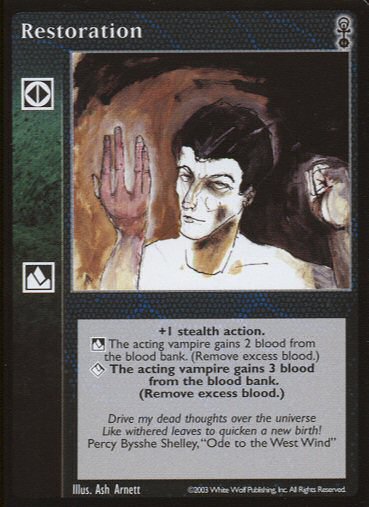 Restoration
+1 stealth action.
The acting vampire gains 2 blood from
the blood bank. (Remove excess blood.)
The acting vampire gains 3 blood
from the blood bank.
(Remove excess blood.)
Drive my dead thoughts over the universe
Like withered leaves to quicken a new birth!
Percy Bysshe Shelley, “Ode to the West Wind”
Illus. Ash Arnett
©2003 White Wolf Publishing, Inc. All Rights Reserved.